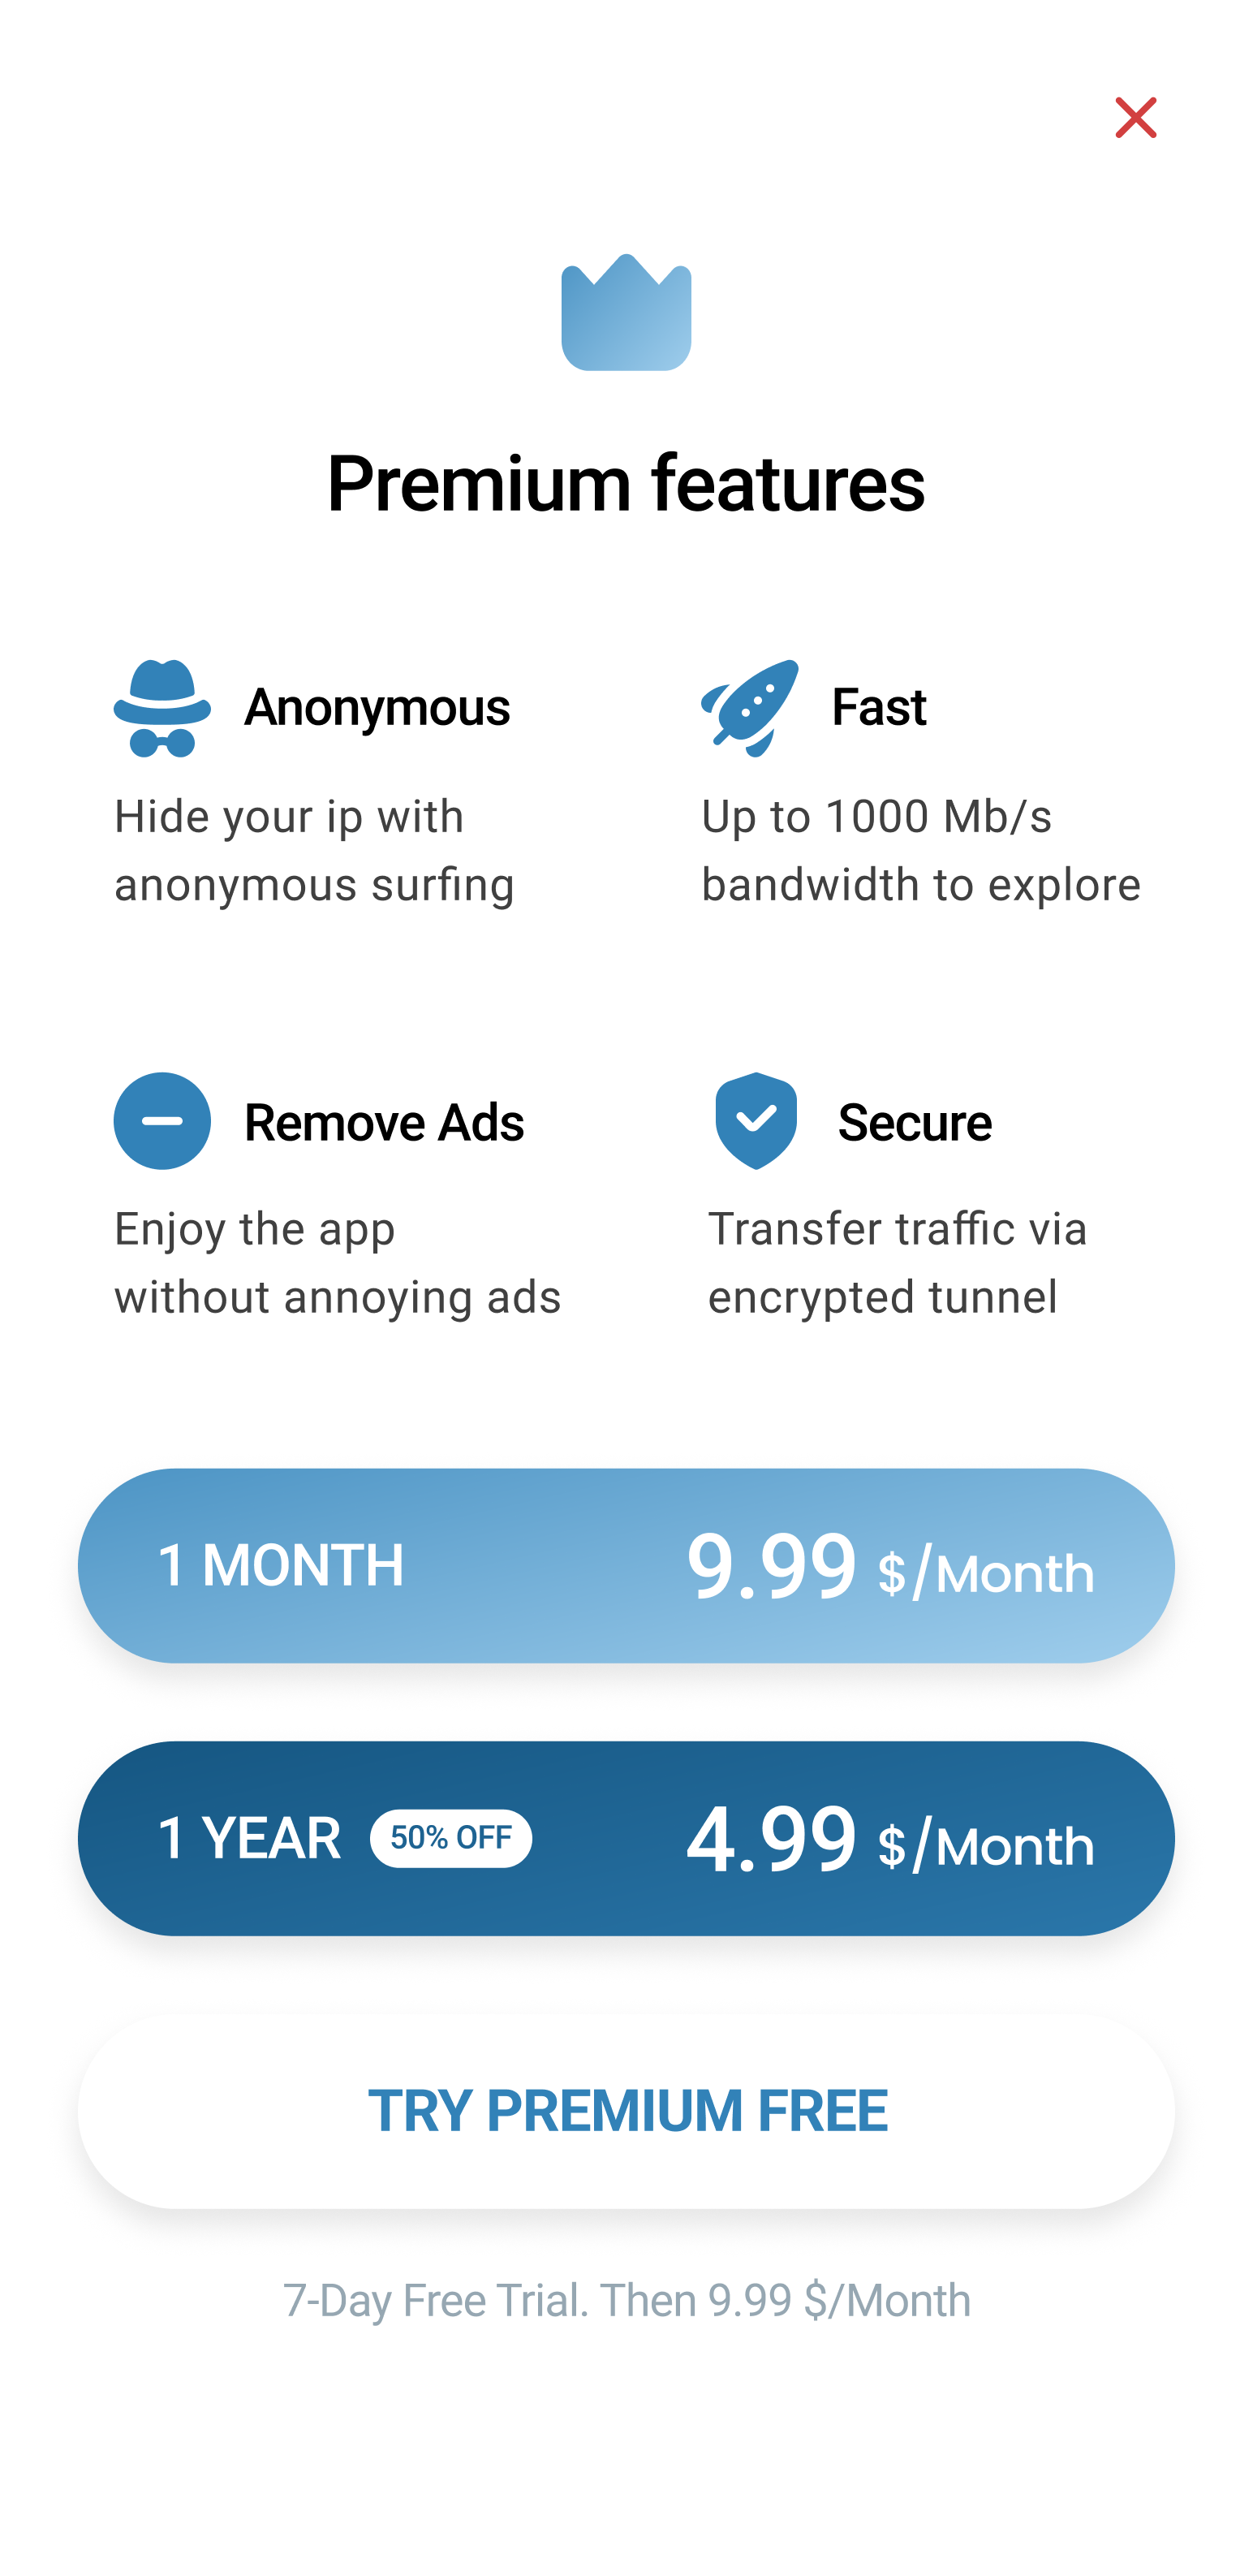 Premium features
Anonymous
Hide your ip with
anonymous surfing
Fast
Up to 1000 Mb/s
bandwidth to explore
Remove Ads
Enjoy the app
without annoying ads
Secure
Transfer traffic via
encrypted tunnel
1 MONTH 9.99 $/Month
1 YEAR 50% OFF 4.99 $/Month
TRY PREMIUM FREE
7-Day Free Trial. Then 9.99 $/Month